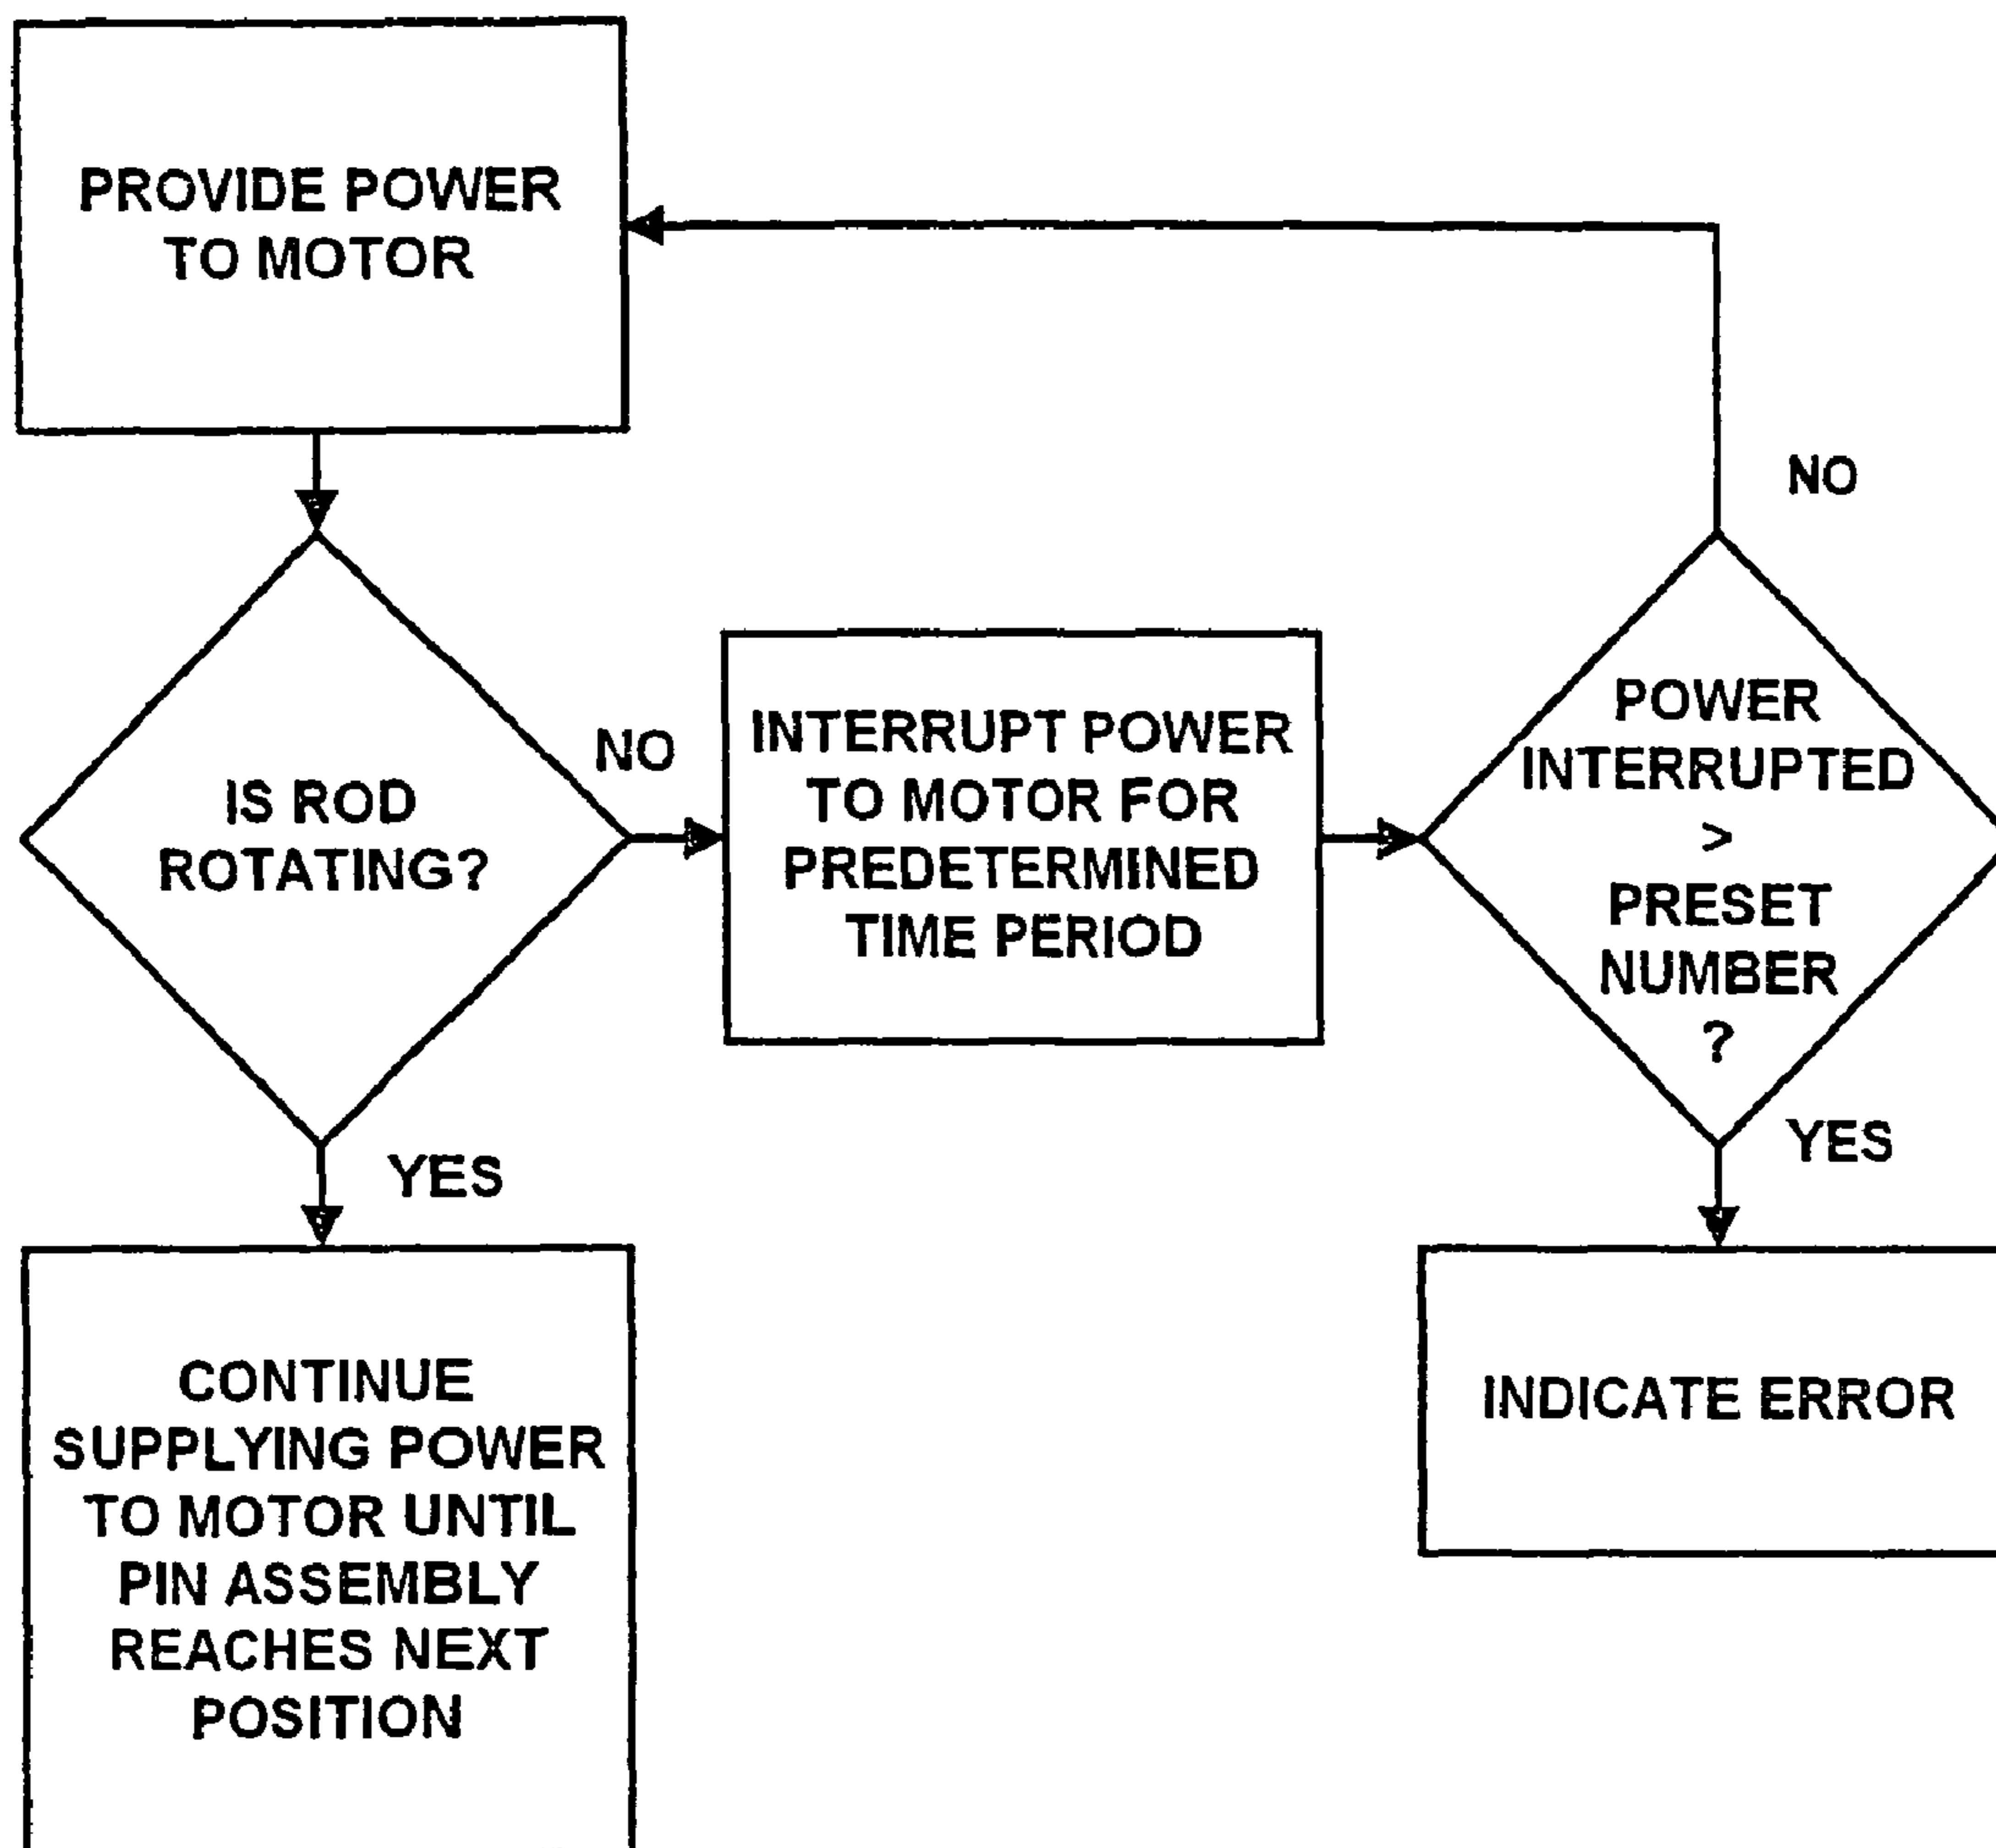 PROVIDE POWER
TO MOTOR
NO
IS ROD
ROTATING?
NO
INTERRUPT POWER
TO MOTOR FOR
PREDETERMINED
TIME PERIOD
POWER
INTERRUPTED
>
PRESET
NUMBER
?
YES
YES
CONTINUE
SUPPLYING POWER
TO MOTOR UNTIL
PIN ASSEMBLY
REACHES NEXT
POSITION
INDICATE ERROR